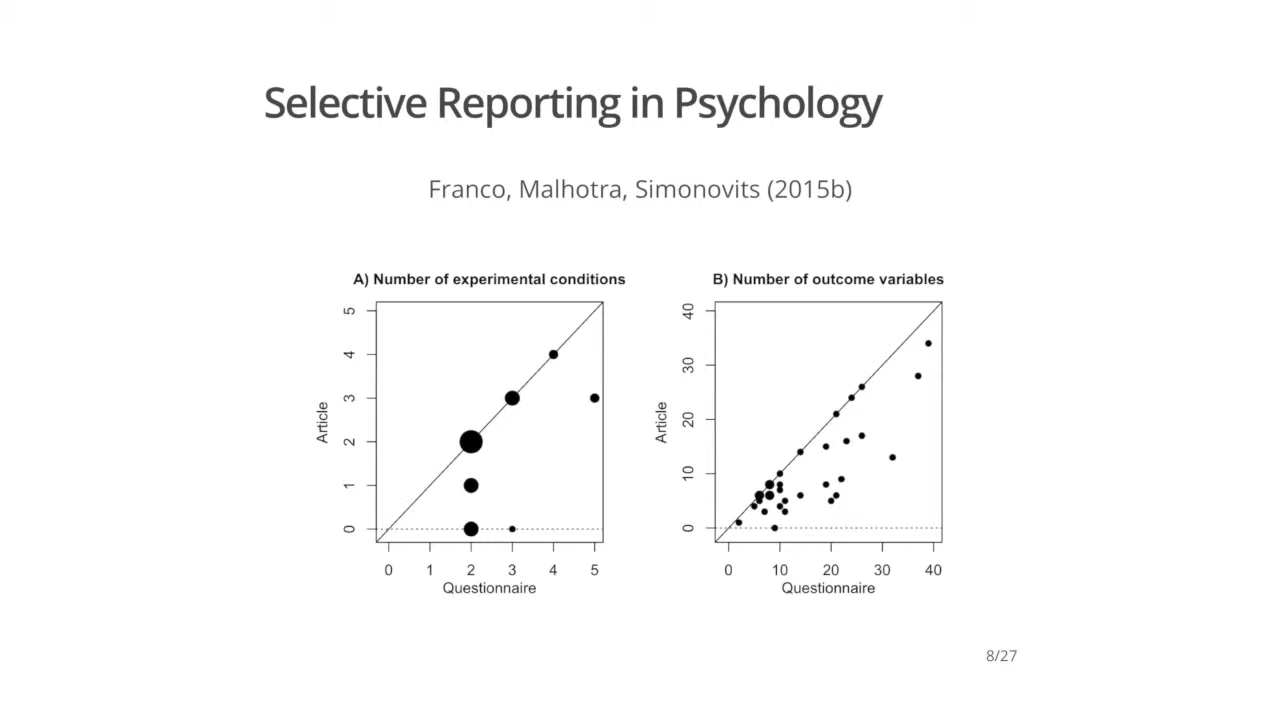 Selective Reporting in Psychology
Franco, Malhotra, Simonovits (2015b)
A) Number of experimental conditions
5
4
3
2
1
0
Article
0 1 2 3 4 5
Questionnaire
B) Number of outcome variables
40
30
20
10
0
Article
0 10 20 30 40
Questionnaire
8/27